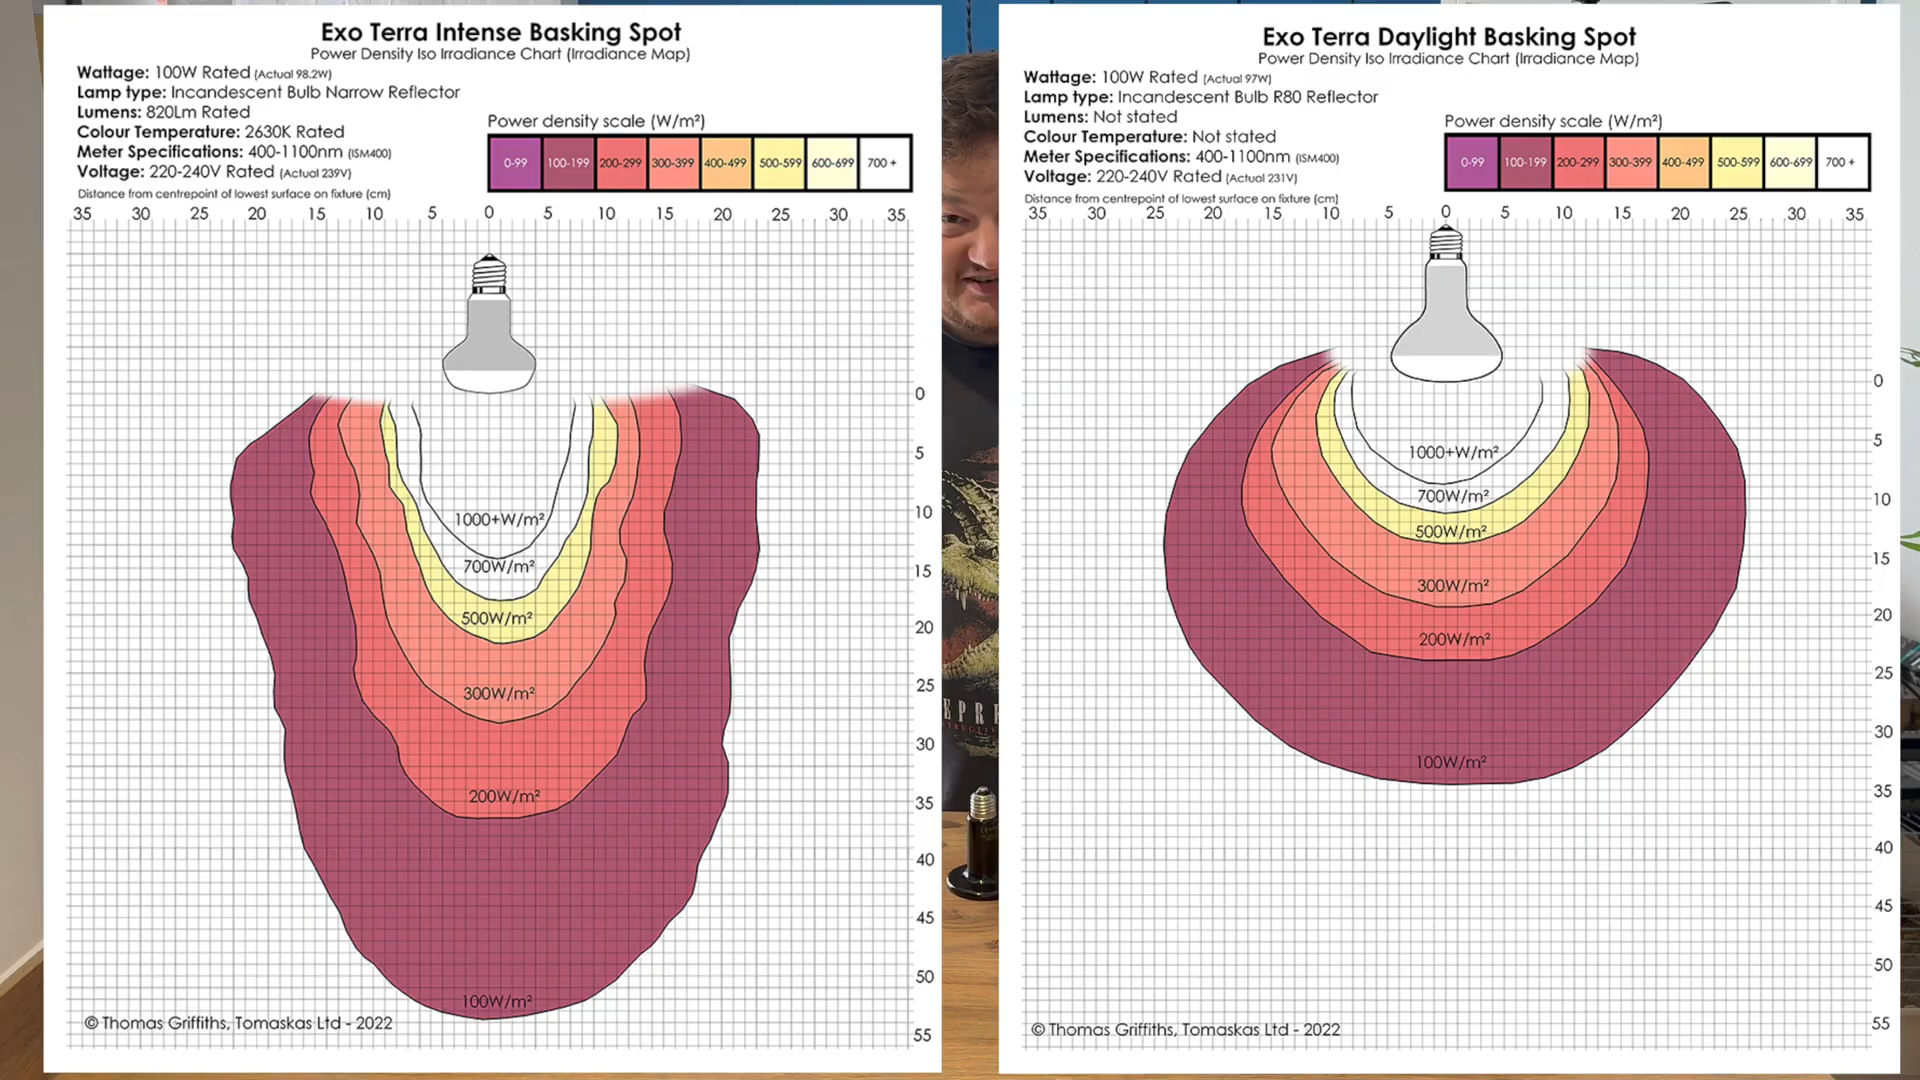 Exo Terra Intense Basking Spot
Power Density Iso Irradiance Chart (Irradiance Map)
Wattage: 100W Rated (Actual 98.2W)
Lamp type: Incandescent Bulb Narrow Reflector
Lumens: 820Lm Rated
Colour Temperature: 2630K Rated
Meter Specifications: 400-1100nm (ISM400)
Voltage: 220-240V Rated (Actual 239V)
Distance from centrepoint of lowest surface on fixture (cm)
Power density scale (W/m²)
0-99 100-199 200-299 300-399 400-499 500-599 600-699 700 +
35 30 25 20 15 10 5 0 5 10 15 20 25 30 35
0
5
10
15
20
25
30
35
40
45
50
55
1000+W/m²
700W/m²
500W/m²
300W/m²
200W/m²
100W/m²
© Thomas Griffiths, Tomaskas Ltd - 2022
EPR
Exo Terra Daylight Basking Spot
Power Density Iso Irradiance Chart (Irradiance Map)
Wattage: 100W Rated (Actual 97W)
Lamp type: Incandescent Bulb R80 Reflector
Lumens: Not stated
Colour Temperature: Not stated
Meter Specifications: 400-1100nm (ISM400)
Voltage: 220-240V Rated (Actual 231V)
Distance from centrepoint of lowest surface on fixture (cm)
Power density scale (W/m²)
0-99 100-199 200-299 300-399 400-499 500-599 600-699 700 +
35 30 25 20 15 10 5 0 5 10 15 20 25 30 35
0
5
10
15
20
25
30
35
40
45
50
55
1000+W/m²
700W/m²
500W/m²
300W/m²
200W/m²
100W/m²
© Thomas Griffiths, Tomaskas Ltd - 2022